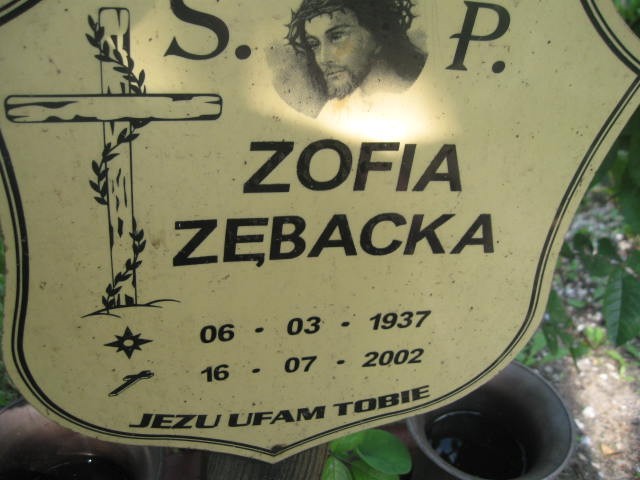 S. P.
ZOFIA
ZĘBACKA
06 - 03 - 1937
16 - 07 - 2002
JEZU UFAM TOBIE